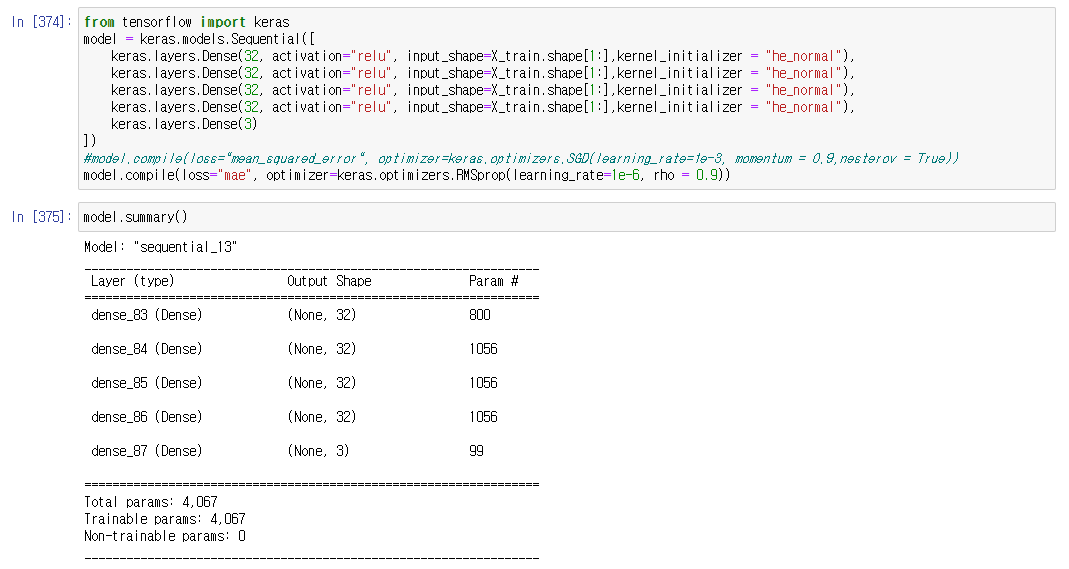 In [374]:
from tensorflow import keras
model = keras.models.Sequential([
    keras.layers.Dense(32, activation="relu", input_shape=X_train.shape[1:],kernel_initializer = "he_normal"),
    keras.layers.Dense(32, activation="relu", input_shape=X_train.shape[1:],kernel_initializer = "he_normal"),
    keras.layers.Dense(32, activation="relu", input_shape=X_train.shape[1:],kernel_initializer = "he_normal"),
    keras.layers.Dense(32, activation="relu", input_shape=X_train.shape[1:],kernel_initializer = "he_normal"),
    keras.layers.Dense(3)
])
#model.compile(loss="mean_squared_error", optimizer=keras.optimizers.SGD(learning_rate=1e-3, momentum = 0.9,nesterov = True))
model.compile(loss="mae", optimizer=keras.optimizers.RMSprop(learning_rate=1e-6, rho = 0.9))
In [375]:
model.summary()
Model: "sequential_13"
_________________________________________________________________
Layer (type) Output Shape Param #
=================================================================
dense_83 (Dense) (None, 32) 800
dense_84 (Dense) (None, 32) 1056
dense_85 (Dense) (None, 32) 1056
dense_86 (Dense) (None, 32) 1056
dense_87 (Dense) (None, 3) 99
=================================================================
Total params: 4,067
Trainable params: 4,067
Non-trainable params: 0
_________________________________________________________________